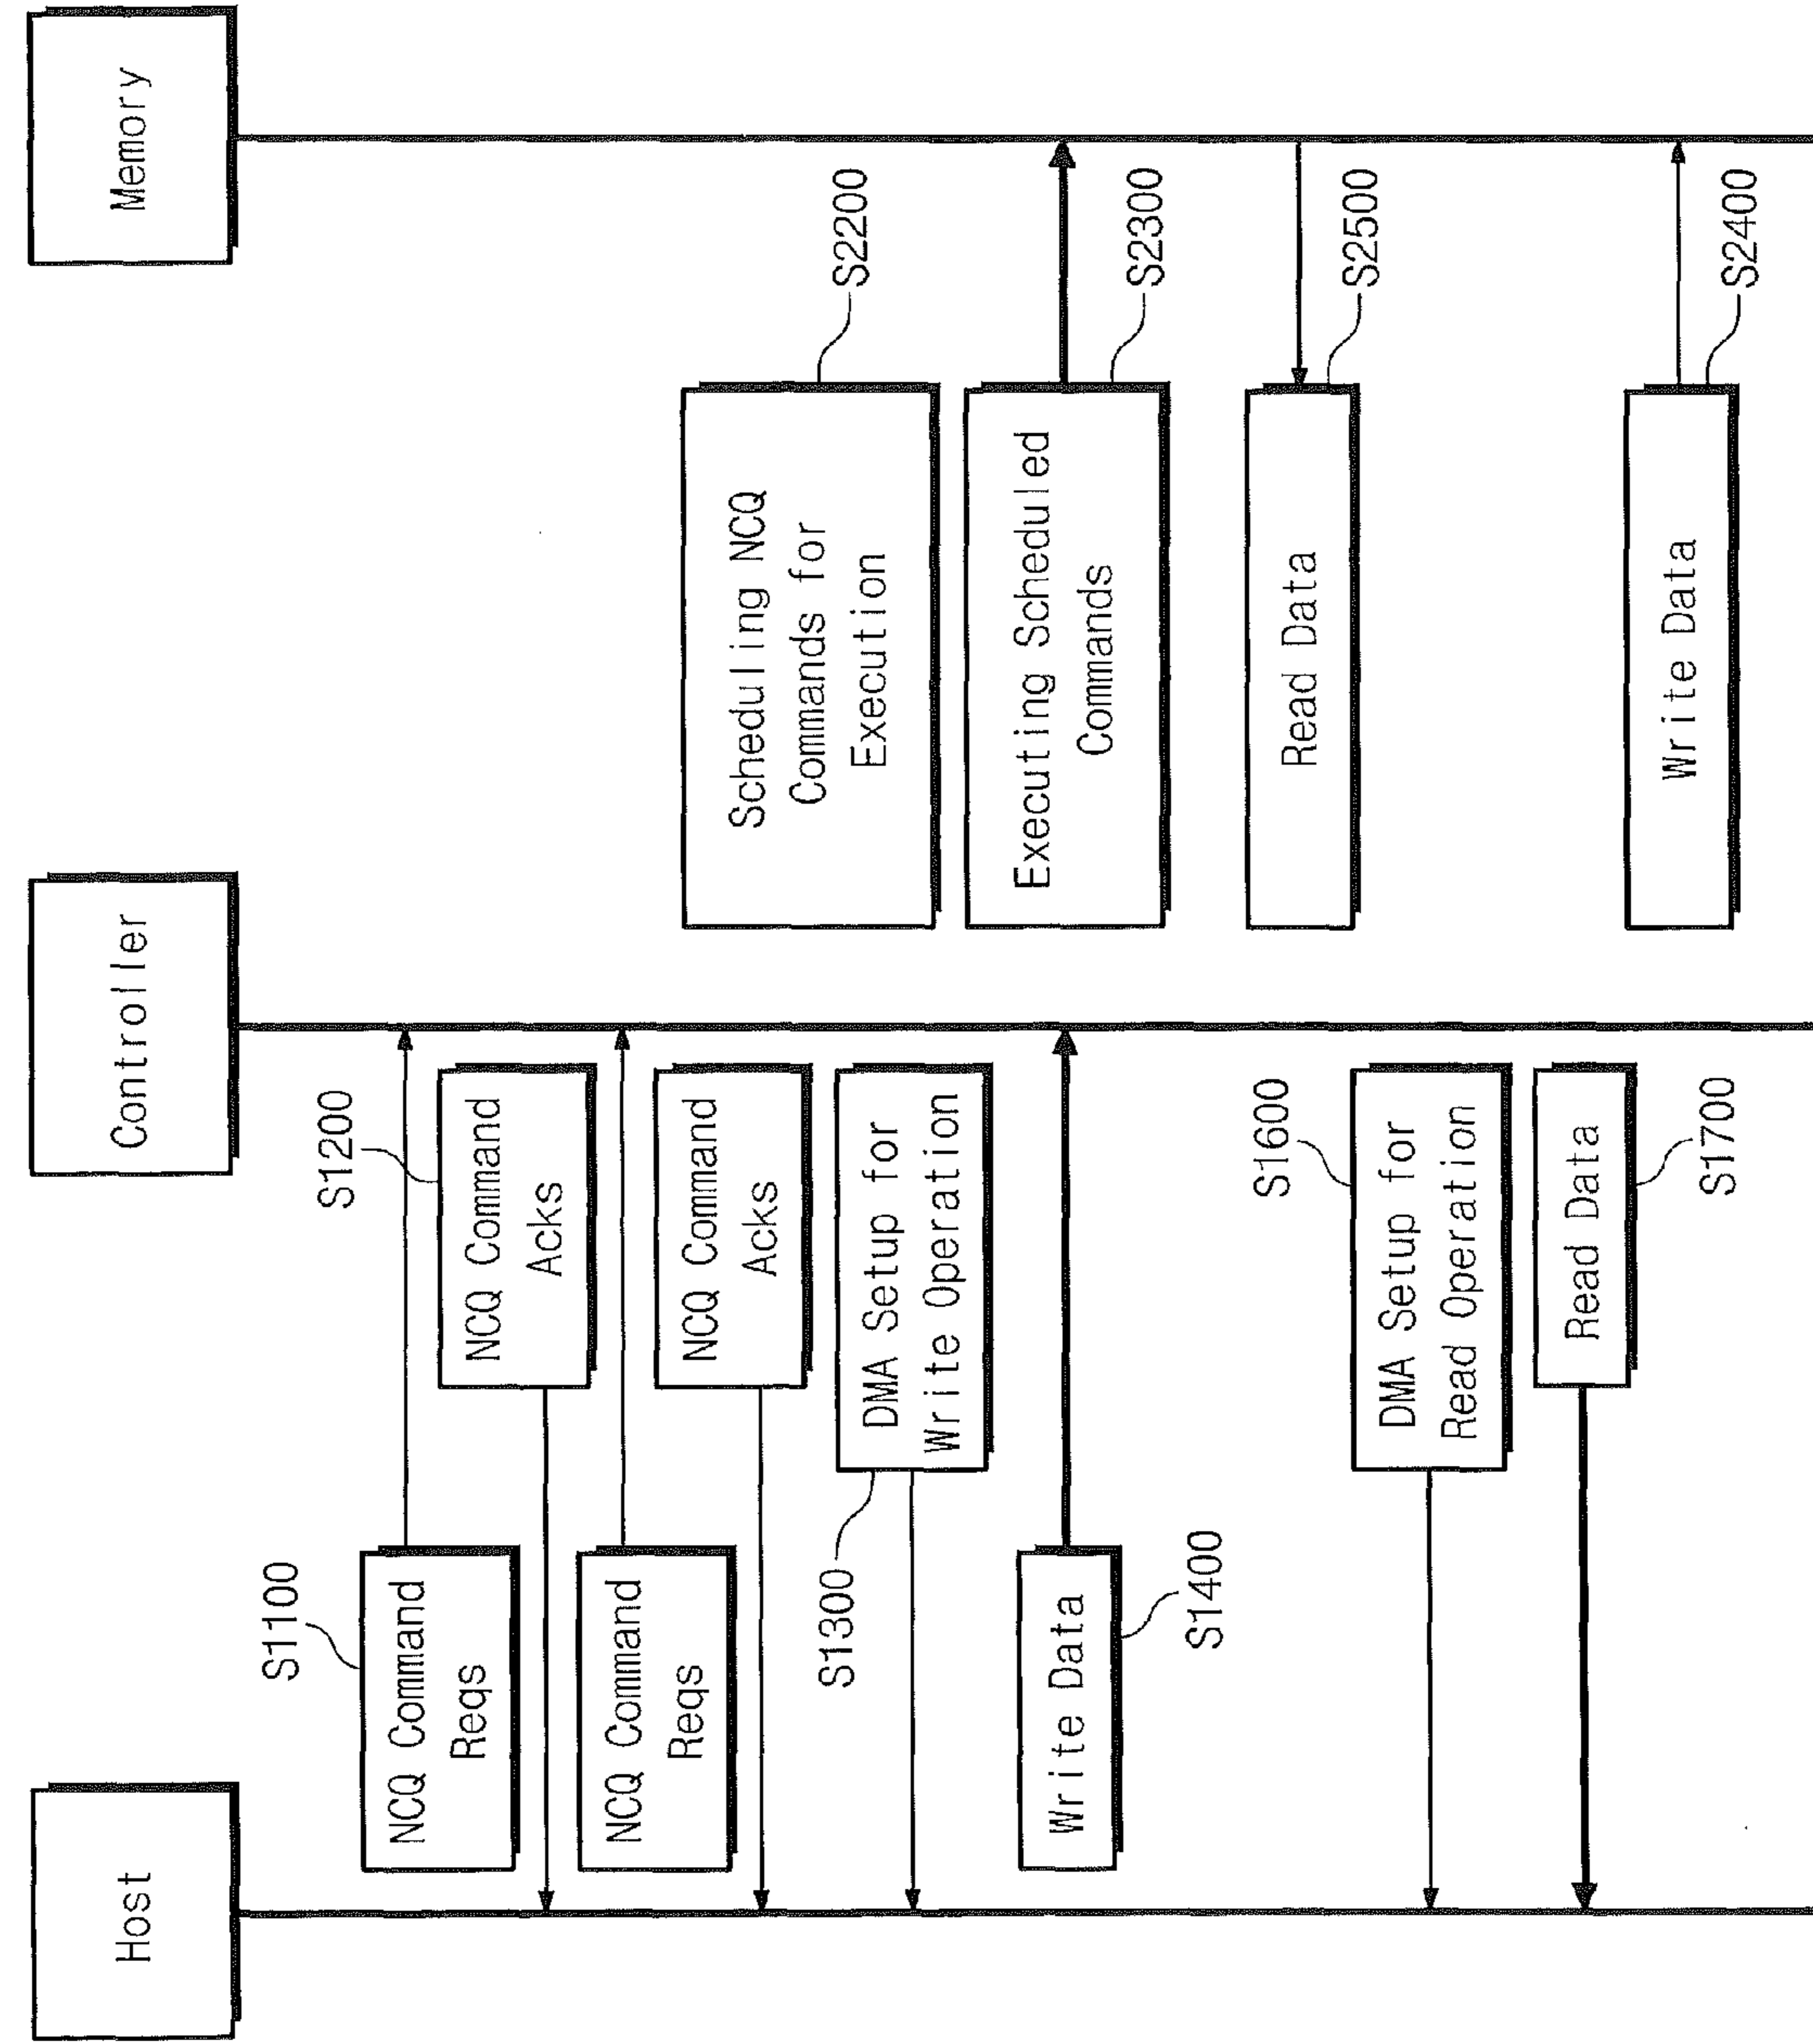 Host
Controller
Memory
S1100
NCQ Command
Reqs
S1200
NCQ Command
Acks
NCQ Command
Reqs
NCQ Command
Acks
S1300
DMA Setup for
Write Operation
Scheduling NCQ
Commands for
Execution
S2200
Write Data
S1400
Executing Scheduled
Commands
S2300
Read Data
S2500
S1600
DMA Setup for
Read Operation
Read Data
S1700
Write Data
S2400